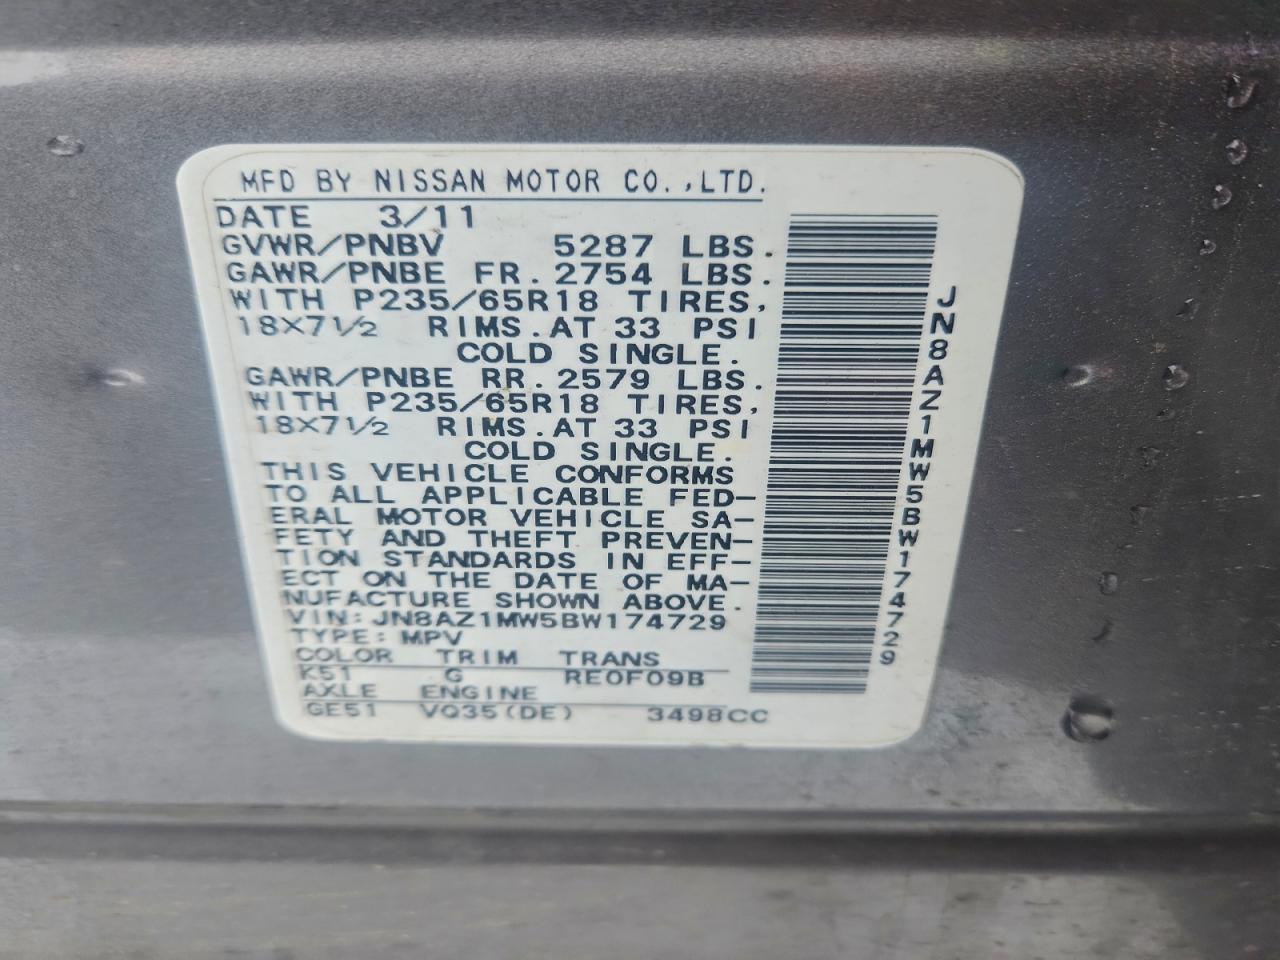 MFD BY NISSAN MOTOR CO.,LTD.
DATE 3/11
GVWR/PNBV 5287 LBS.
GAWR/PNBE FR.2754 LBS.
WITH P235/65R18 TIRES,
18X7½ RIMS.AT 33 PSI
COLD SINGLE.
GAWR/PNBE RR.2579 LBS.
WITH P235/65R18 TIRES,
18X7½ RIMS.AT 33 PSI
COLD SINGLE.
THIS VEHICLE CONFORMS
TO ALL APPLICABLE FED-
ERAL MOTOR VEHICLE SA-
FETY AND THEFT PREVEN-
TION STANDARDS IN EFF-
ECT ON THE DATE OF MA-
NUFACTURE SHOWN ABOVE.
VIN:JN8AZ1MW5BW174729
TYPE:MPV
COLOR TRIM TRANS
K51 G RE0F09B
AXLE ENGINE
GE51 VQ35(DE) 3498CC
JN8AZ1MW5BW174729